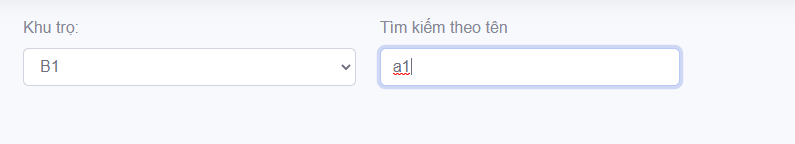 Khu trọ:
Tìm kiếm theo tên
B1
a1